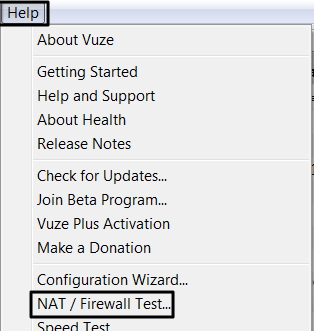 Help
About Vuze
Getting Started
Help and Support
About Health
Release Notes
Check for Updates...
Join Beta Program...
Vuze Plus Activation
Make a Donation
Configuration Wizard...
NAT / Firewall Test...
Speed Test